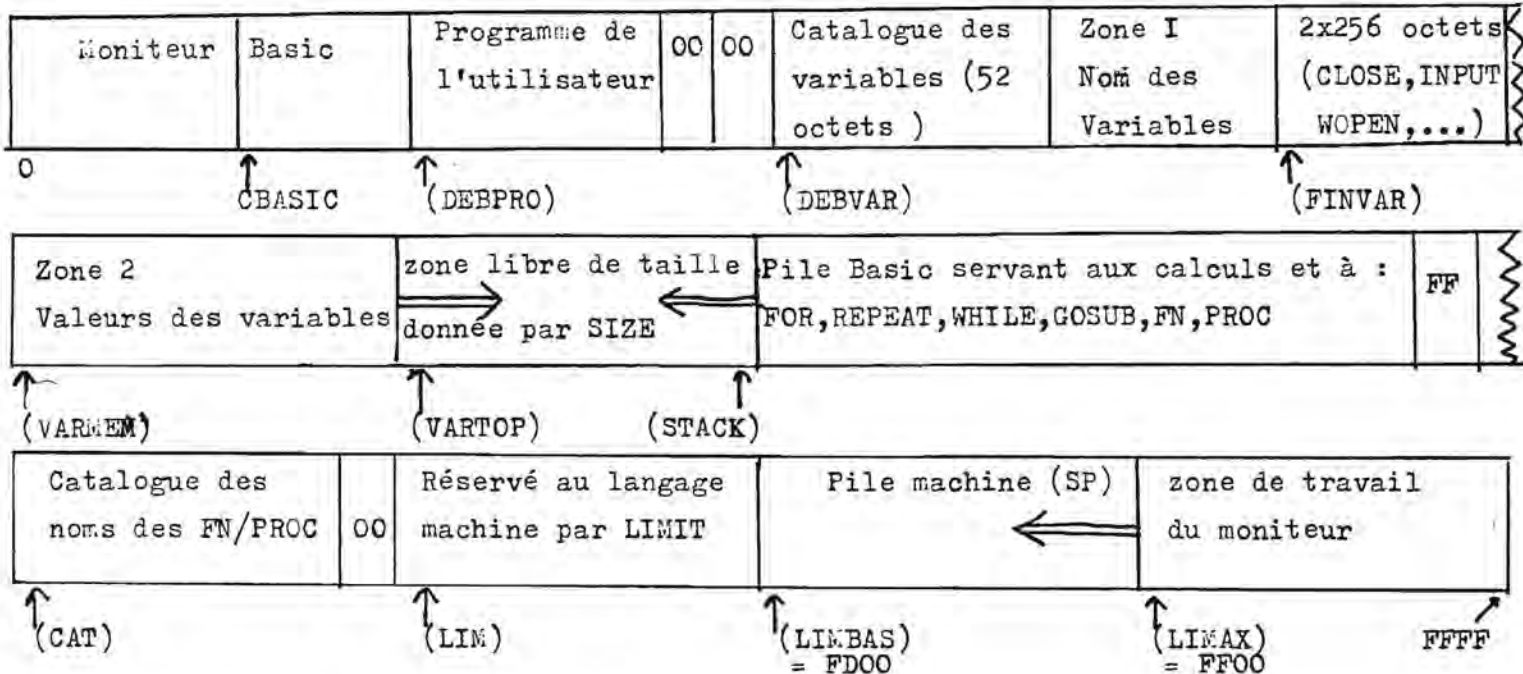 Moniteur
Basic
Programme de
l'utilisateur
00
00
Catalogue des
variables (52
octets )
Zone I
Nom des
Variables
2x256 octets
(CLOSE,INPUT
WOPEN,...)
0
CBASIC
(DEBPRO)
(DEBVAR)
(FINVAR)
Zone 2
Valeurs des variables
zone libre de taille
donnée par SIZE
Pile Basic servant aux calculs et à :
FOR,REPEAT,WHILE,GOSUB,FN,PROC
FF
(VARMEM)
(VARTOP)
(STACK)
Catalogue des
noms des FN/PROC
00
Réservé au langage
machine par LIMIT
Pile machine (SP)
zone de travail
du moniteur
(CAT)
(LIM)
(LIMBAS)
= FD00
(LIMAX)
= FF00
FFFF